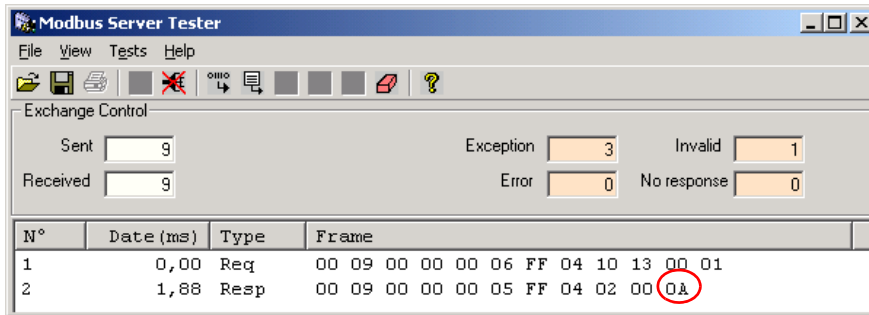 Modbus Server Tester
File View Tests Help
Exchange Control
Sent 9 Exception 3 Invalid 1
Received 9 Error 0 No response 0
N° Date(ms) Type Frame
1 0,00 Req 00 09 00 00 00 06 FF 04 10 13 00 01
2 1,88 Resp 00 09 00 00 00 05 FF 04 02 00 0A